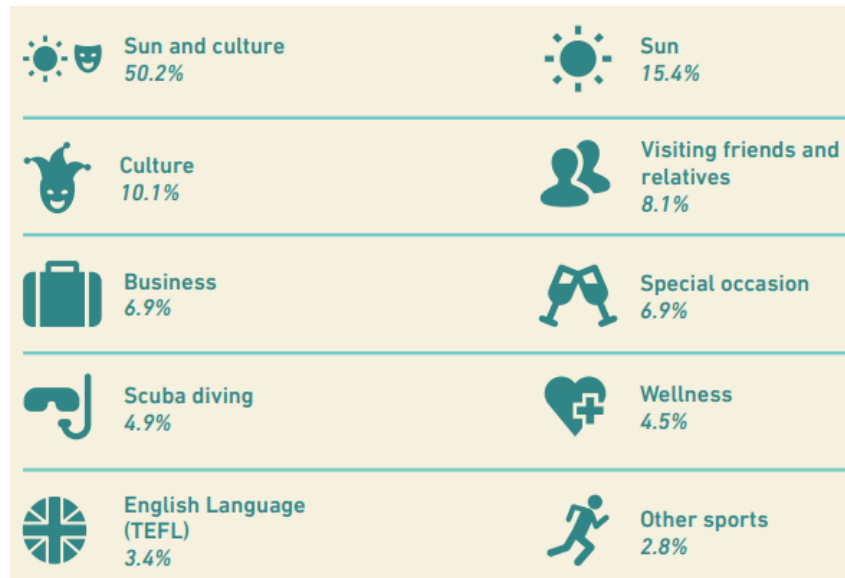 Sun and culture
50.2%
Sun
15.4%
Culture
10.1%
Visiting friends and
relatives
8.1%
Business
6.9%
Special occasion
6.9%
Scuba diving
4.9%
Wellness
4.5%
English Language
(TEFL)
3.4%
Other sports
2.8%